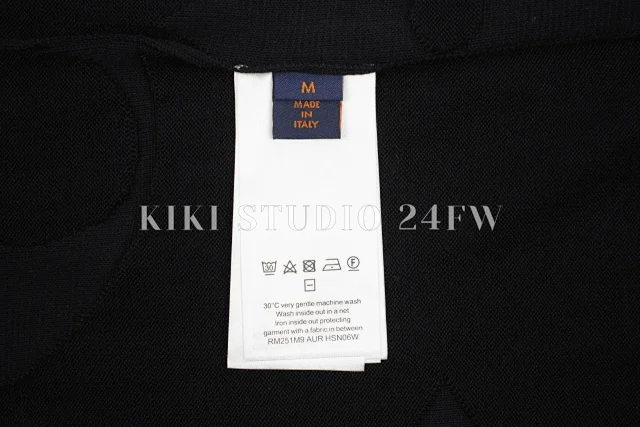 M
MADE
IN
ITALY
KIKI STUDIO 24FW
30
F
30°C very gentle machine wash
Wash inside out in a net
Iron inside out protecting
garment with a fabric in between
RM251M9 AUR HSN06W